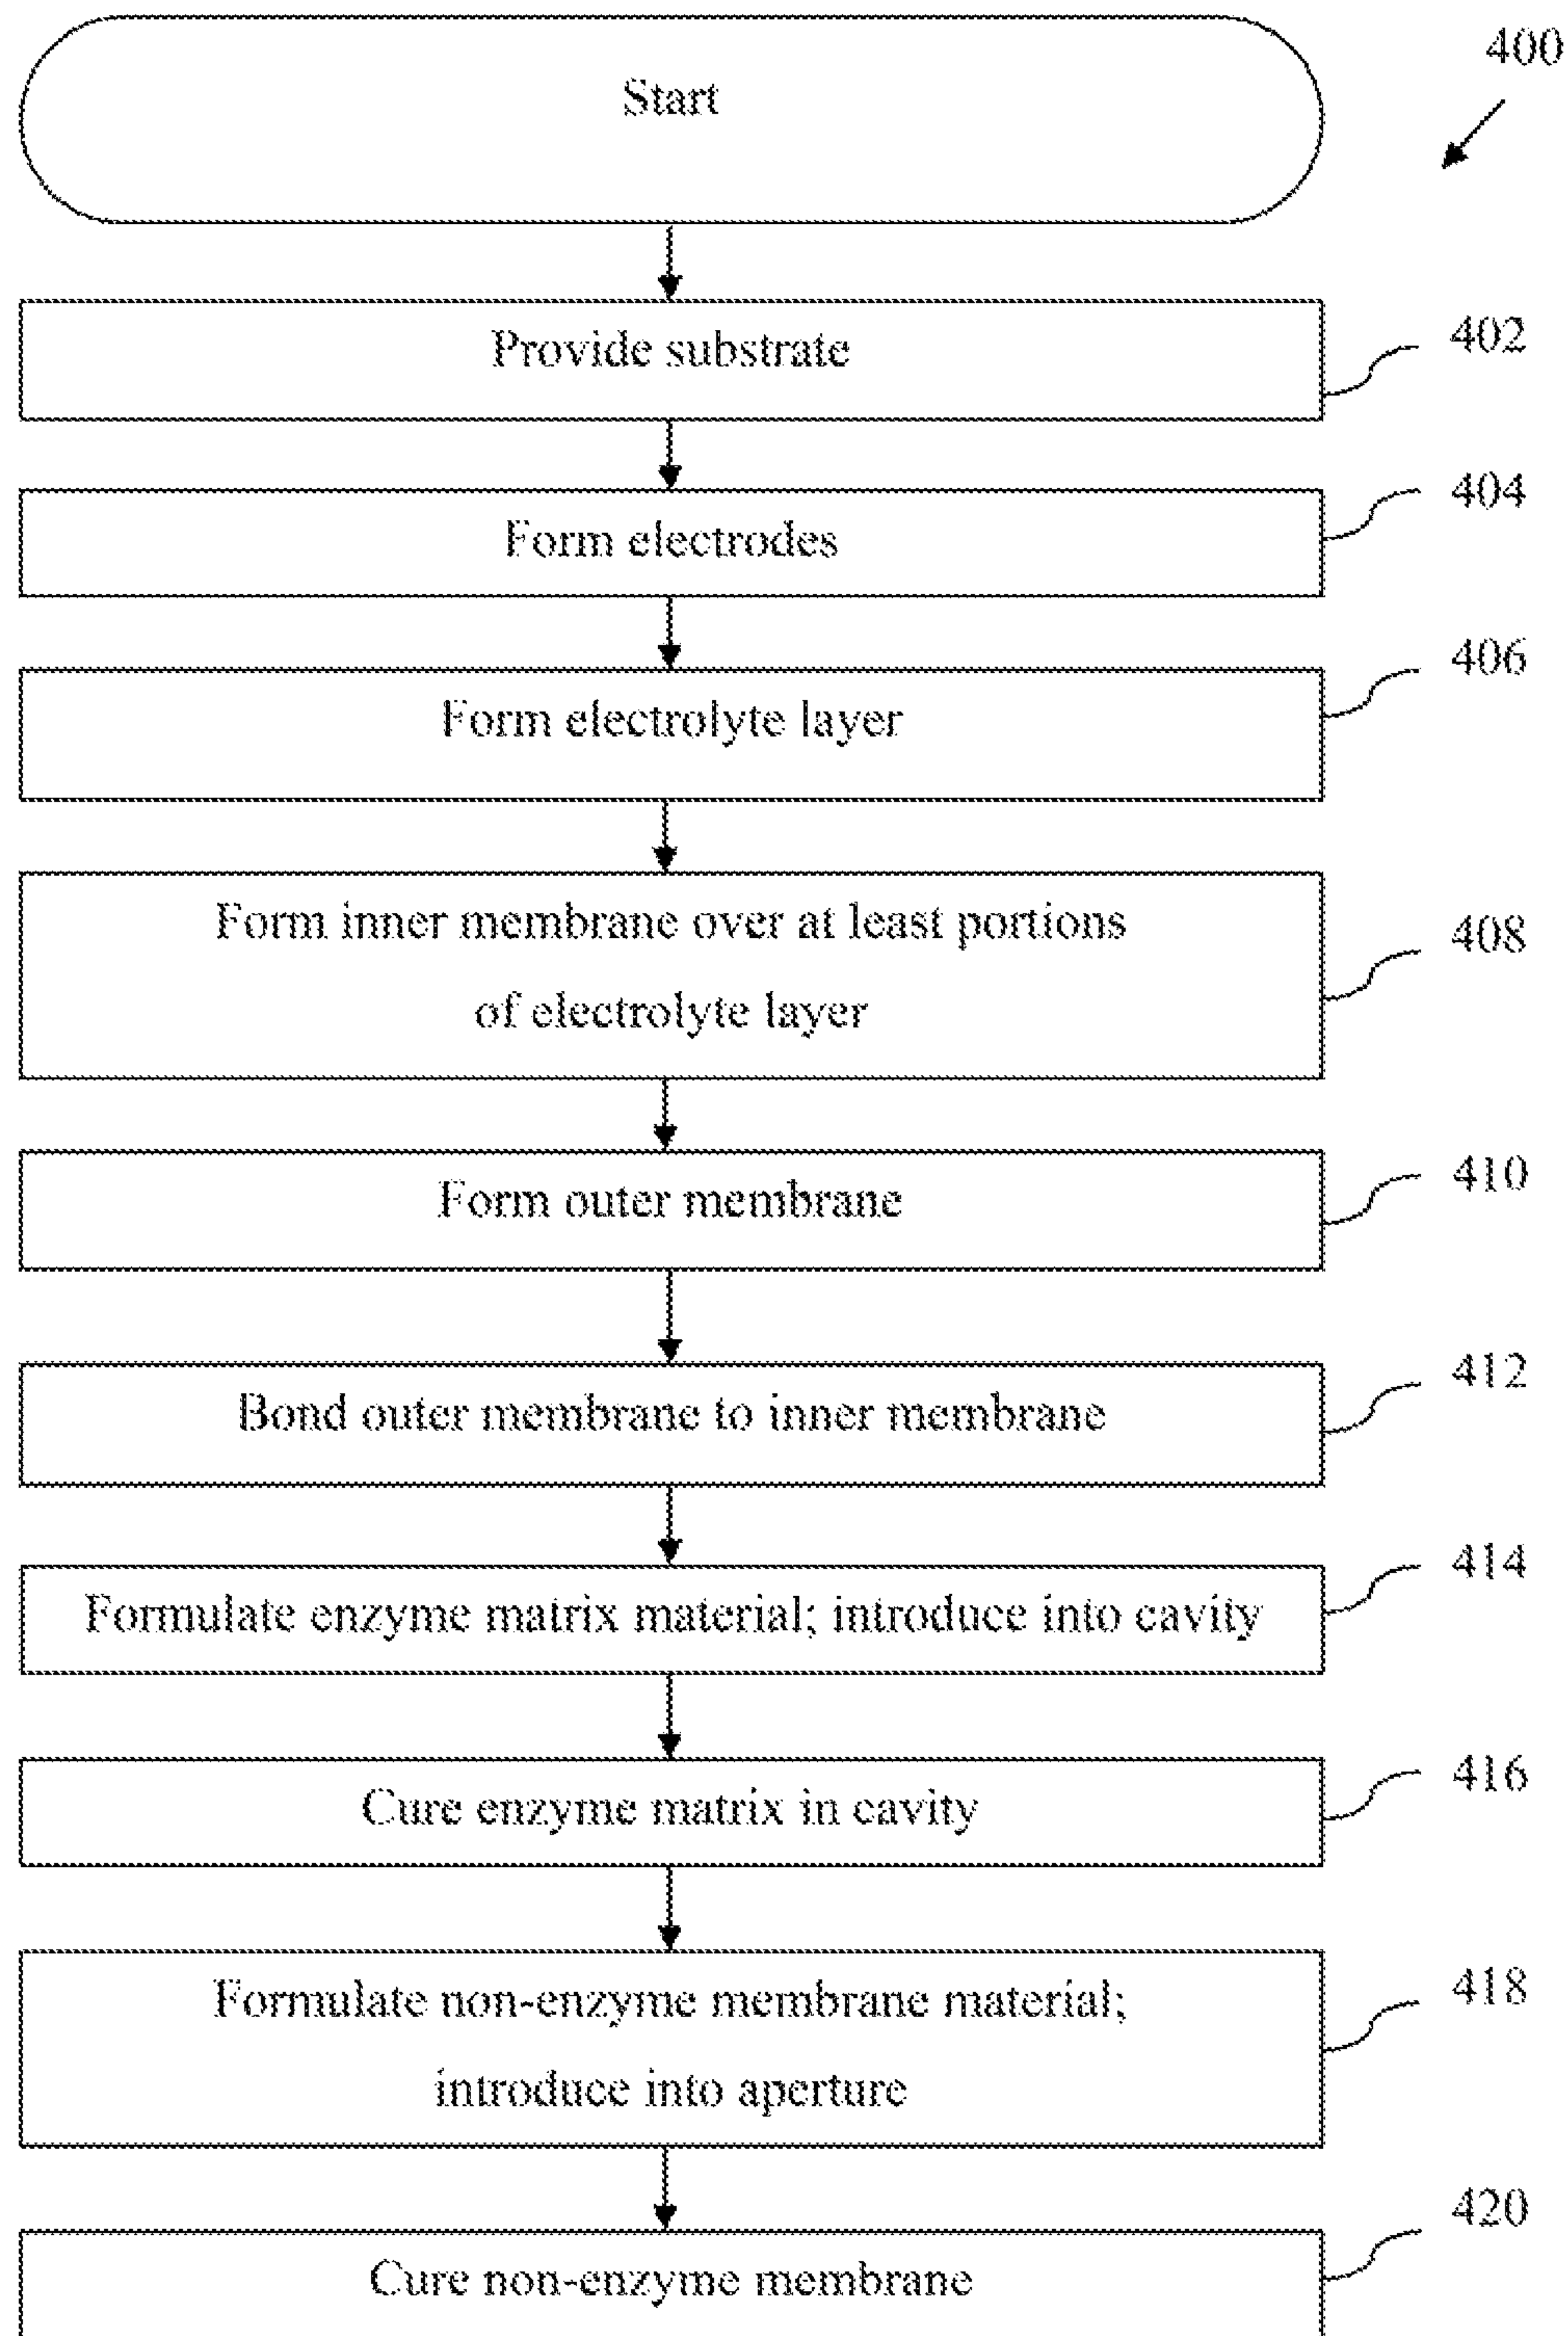 Start
400
Provide substrate
402
Form electrodes
404
Form electrolyte layer
406
Form inner membrane over at least portions
of electrolyte layer
408
Form outer membrane
410
Bond outer membrane to inner membrane
412
Formulate enzyme matrix material; introduce into cavity
414
Cure enzyme matrix in cavity
416
Formulate non-enzyme membrane material;
introduce into aperture
418
Cure non-enzyme membrane
420